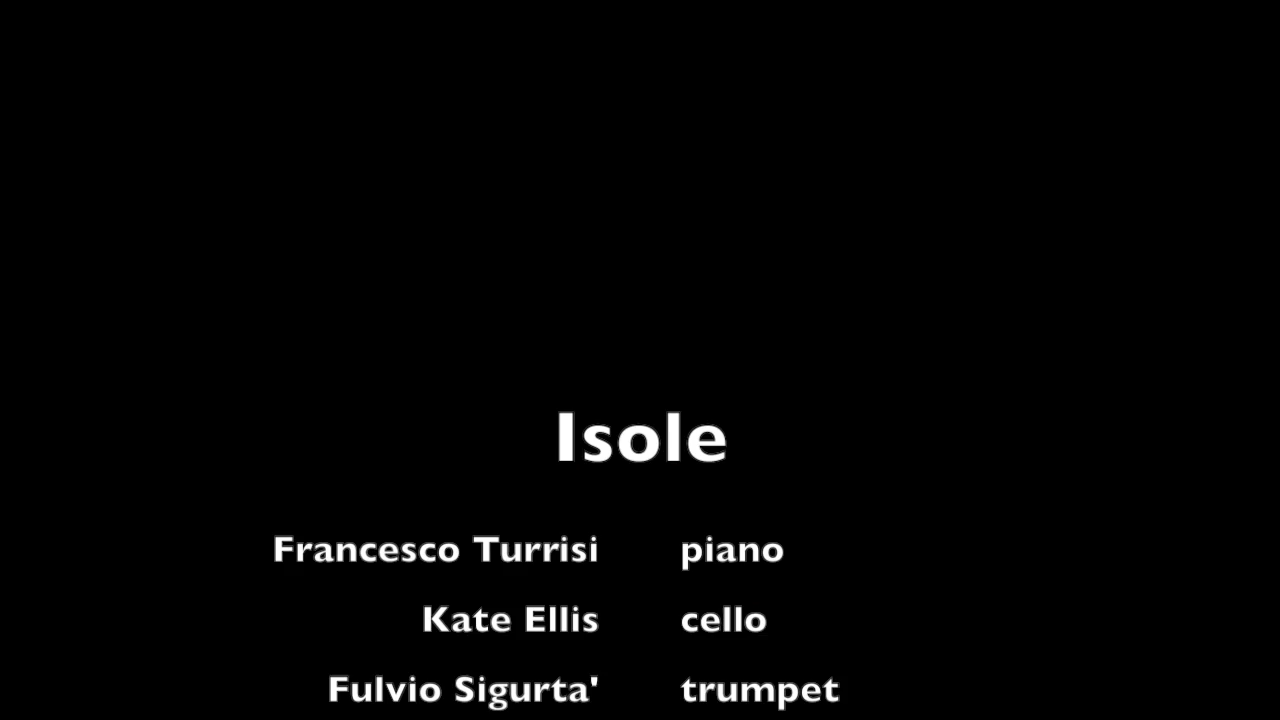 Isole
Francesco Turrisi piano
Kate Ellis cello
Fulvio Sigurta' trumpet